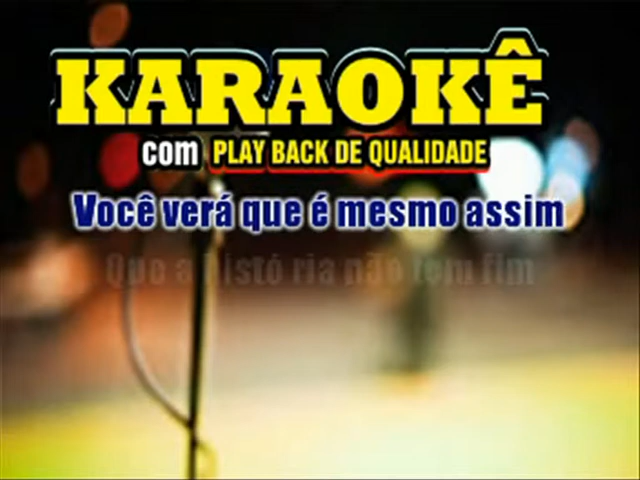 KARAOKÊ
com PLAY BACK DE QUALIDADE
Você verá que é mesmo assim
Que a histó ria não tem fim